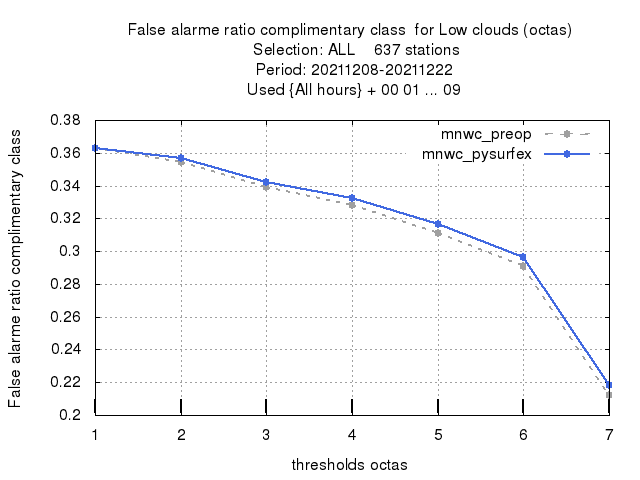 False alarme ratio complimentary class  for Low clouds (octas)
Selection: ALL    637 stations
Period: 20211208-20211222
Used {All hours} + 00 01 ... 09
mnwc_preop
mnwc_pysurfex
False alarme ratio complimentary class
0.38
0.36
0.34
0.32
0.3
0.28
0.26
0.24
0.22
0.2
1 2 3 4 5 6 7
thresholds octas